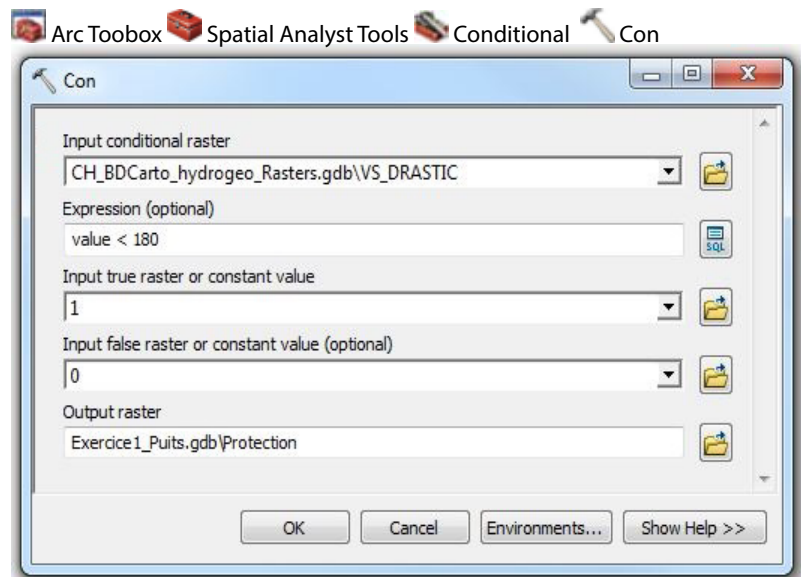 Arc Toobox Spatial Analyst Tools Conditional Con
Con
Input conditional raster
CH_BDCarto_hydrogeo_Rasters.gdb\VS_DRASTIC
Expression (optional)
value < 180
SQL
Input true raster or constant value
1
Input false raster or constant value (optional)
0
Output raster
Exercice1_Puits.gdb\Protection
OK Cancel Environments... Show Help >>